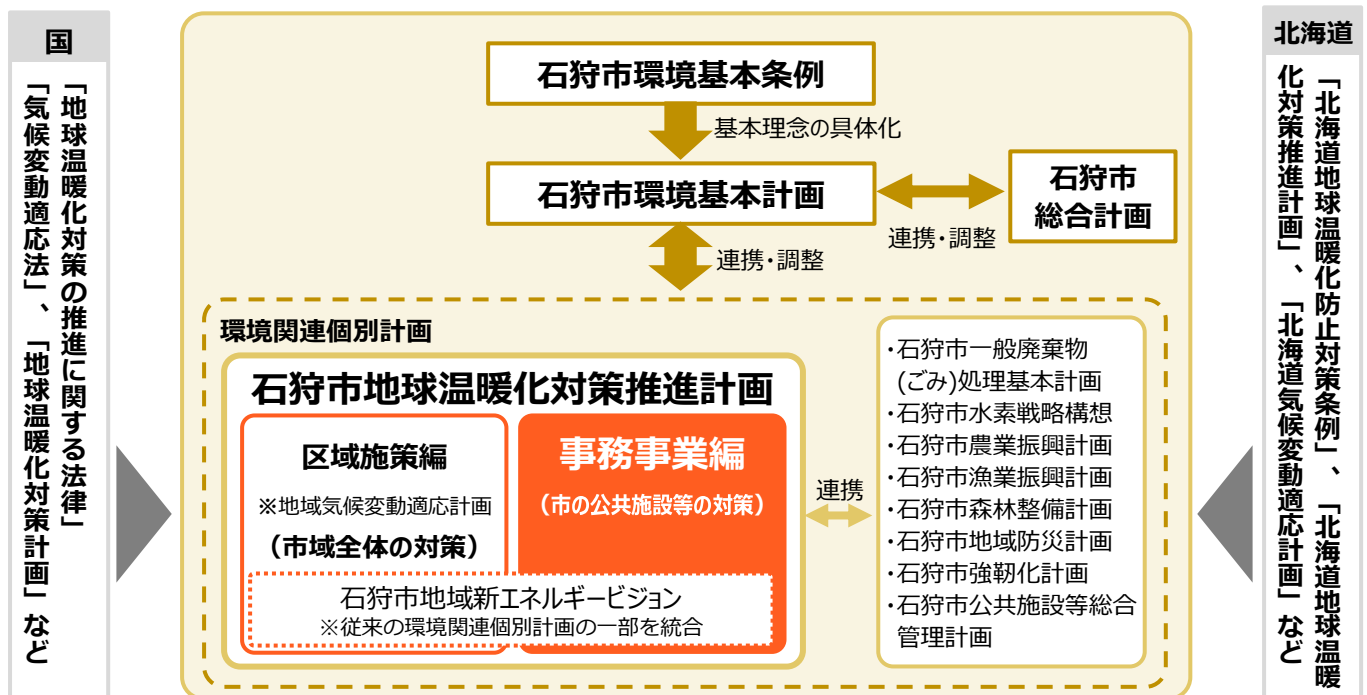 国
「地球温暖化対策の推進に関する法律」
「気候変動適応法」、「地球温暖化対策計画」など
石狩市環境基本条例
基本理念の具体化
石狩市環境基本計画
石狩市
総合計画
連携・調整
連携・調整
環境関連個別計画
石狩市地球温暖化対策推進計画
区域施策編
※地域気候変動適応計画
（市域全体の対策）
事務事業編
（市の公共施設等の対策）
石狩市地域新エネルギービジョン
※従来の環境関連個別計画の一部を統合
連携
・石狩市一般廃棄物
(ごみ)処理基本計画
・石狩市水素戦略構想
・石狩市農業振興計画
・石狩市漁業振興計画
・石狩市森林整備計画
・石狩市地域防災計画
・石狩市強靭化計画
・石狩市公共施設等総合
管理計画
北海道
「北海道地球温暖化防止対策条例」、「北海道地球温暖
化対策推進計画」、「北海道気候変動適応計画」など